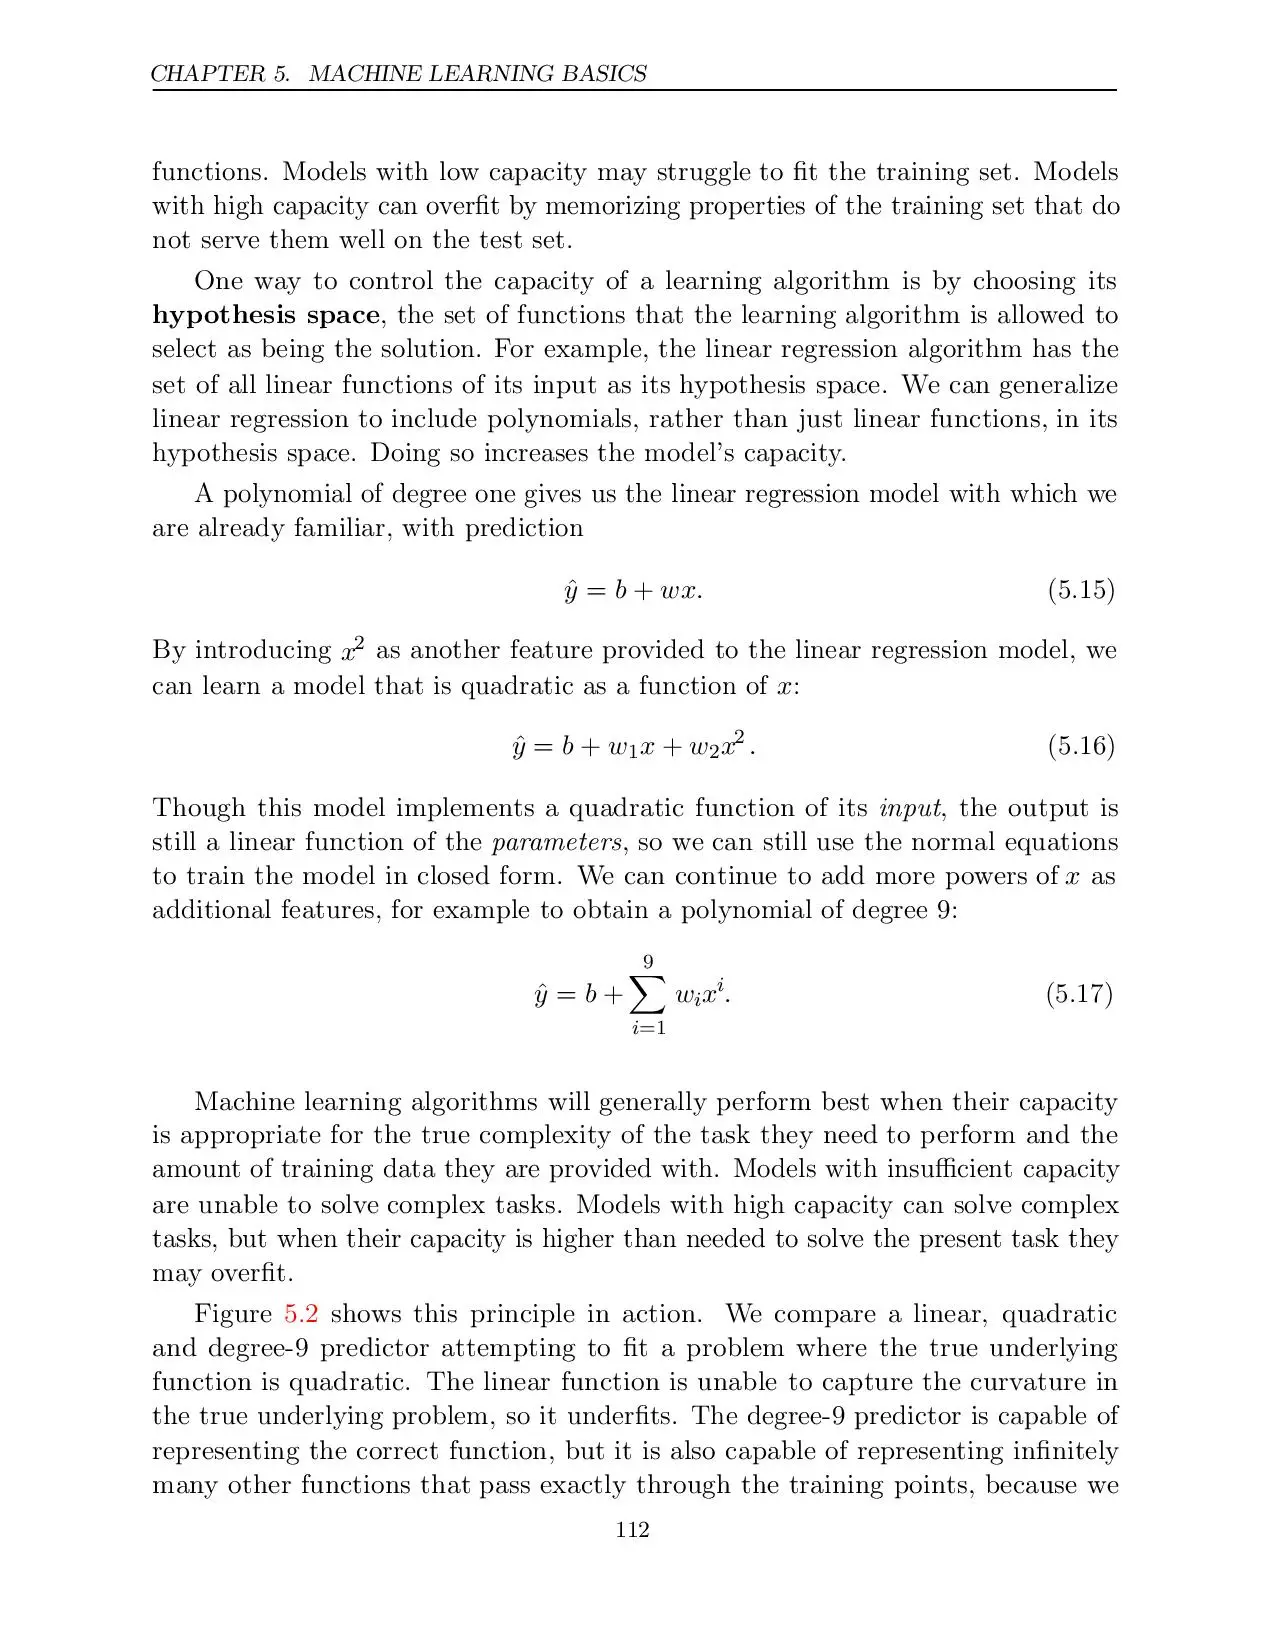 CHAPTER 5. MACHINE LEARNING BASICS
functions. Models with low capacity may struggle to fit the training set. Models
with high capacity can overfit by memorizing properties of the training set that do
not serve them well on the test set.
One way to control the capacity of a learning algorithm is by choosing its
hypothesis space, the set of functions that the learning algorithm is allowed to
select as being the solution. For example, the linear regression algorithm has the
set of all linear functions of its input as its hypothesis space. We can generalize
linear regression to include polynomials, rather than just linear functions, in its
hypothesis space. Doing so increases the model's capacity.
A polynomial of degree one gives us the linear regression model with which we
are already familiar, with prediction
ŷ = b + wx. (5.15)
By introducing x² as another feature provided to the linear regression model, we
can learn a model that is quadratic as a function of x:
ŷ = b + w₁x + w₂x². (5.16)
Though this model implements a quadratic function of its input, the output is
still a linear function of the parameters, so we can still use the normal equations
to train the model in closed form. We can continue to add more powers of x as
additional features, for example to obtain a polynomial of degree 9:
9
ŷ = b + ∑ wᵢxⁱ. (5.17)
i=1
Machine learning algorithms will generally perform best when their capacity
is appropriate for the true complexity of the task they need to perform and the
amount of training data they are provided with. Models with insufficient capacity
are unable to solve complex tasks. Models with high capacity can solve complex
tasks, but when their capacity is higher than needed to solve the present task they
may overfit.
Figure 5.2 shows this principle in action. We compare a linear, quadratic
and degree-9 predictor attempting to fit a problem where the true underlying
function is quadratic. The linear function is unable to capture the curvature in
the true underlying problem, so it underfits. The degree-9 predictor is capable of
representing the correct function, but it is also capable of representing infinitely
many other functions that pass exactly through the training points, because we
112